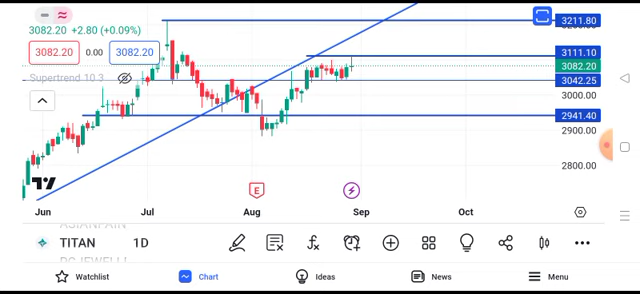 3211.80
3082.20 +2.80 (+0.09%)
3082.20 0.00 3082.20
3111.10
3082.20
Supertrend 10 3
3042.25
3000.00
2941.40
2900.00
2800.00
E
Jun Jul Aug Sep Oct
TITAN 1D
Watchlist Chart Ideas News Menu